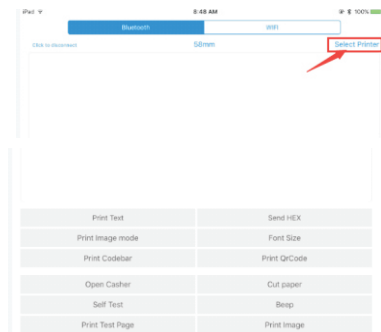 iPad 8:48 AM 100%
Bluetooth WIFI
Click to disconnect 58mm Select Printer
Print Text Send HEX
Print Image mode Font Size
Print Codebar Print QrCode
Open Casher Cut paper
Self Test Beep
Print Test Page Print Image